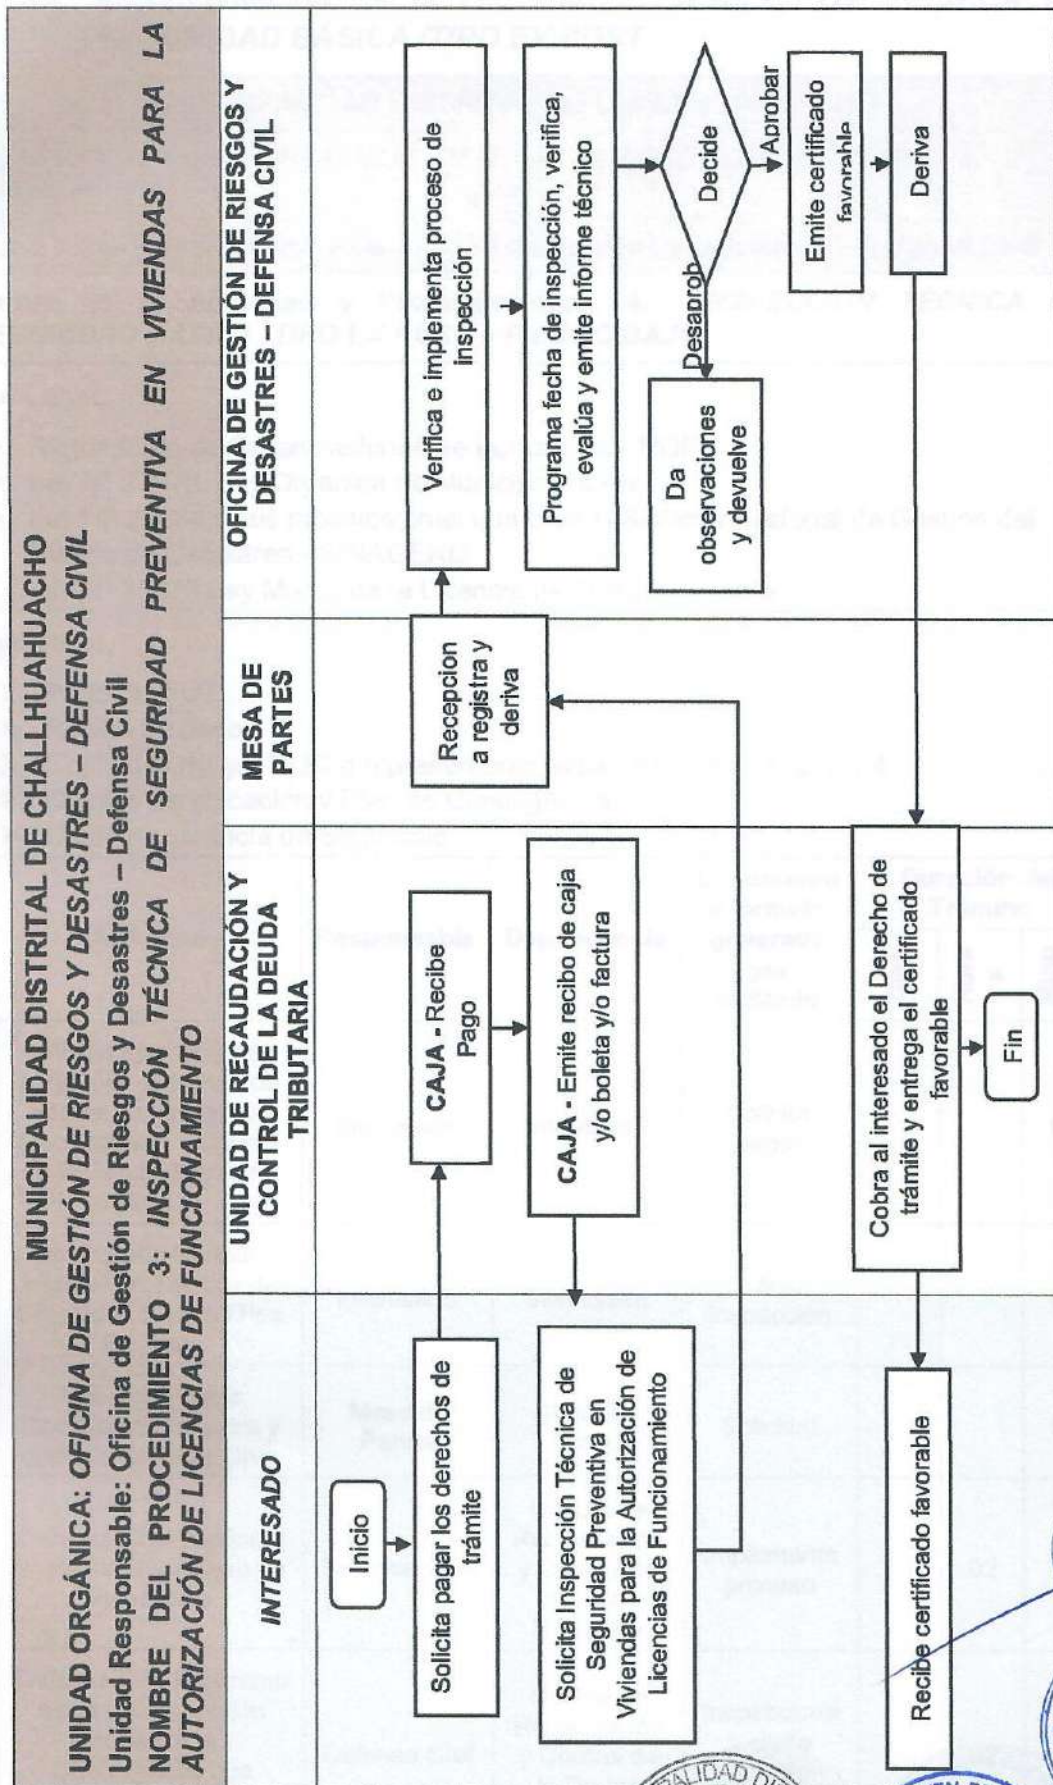 MUNICIPALIDAD DISTRITAL DE CHALLHUAHUACHO
UNIDAD ORGÁNICA: OFICINA DE GESTIÓN DE RIESGOS Y DESASTRES – DEFENSA CIVIL
Unidad Responsable: Oficina de Gestión de Riesgos y Desastres – Defensa Civil
NOMBRE DEL PROCEDIMIENTO 3: INSPECCIÓN TÉCNICA DE SEGURIDAD PREVENTIVA EN VIVIENDAS PARA LA
AUTORIZACIÓN DE LICENCIAS DE FUNCIONAMIENTO
INTERESADO
UNIDAD DE RECAUDACIÓN Y
CONTROL DE LA DEUDA
TRIBUTARIA
MESA DE
PARTES
OFICINA DE GESTIÓN DE RIESGOS Y
DESASTRES – DEFENSA CIVIL
Inicio
Solicita pagar los derechos de
trámite
CAJA - Recibe
Pago
CAJA - Emite recibo de caja
y/o boleta y/o factura
Solicita Inspección Técnica de
Seguridad Preventiva en
Viviendas para la Autorización de
Licencias de Funcionamiento
Recepcion
a registra y
deriva
Verifica e implementa proceso de
inspección
Programa fecha de inspección, verifica,
evalúa y emite informe técnico
Decide
Desaprob
Da
observaciones
y devuelve
Aprobar
Emite certificado
favorable
Deriva
Cobra al interesado el Derecho de
trámite y entrega el certificado
favorable
Fin
Recibe certificado favorable